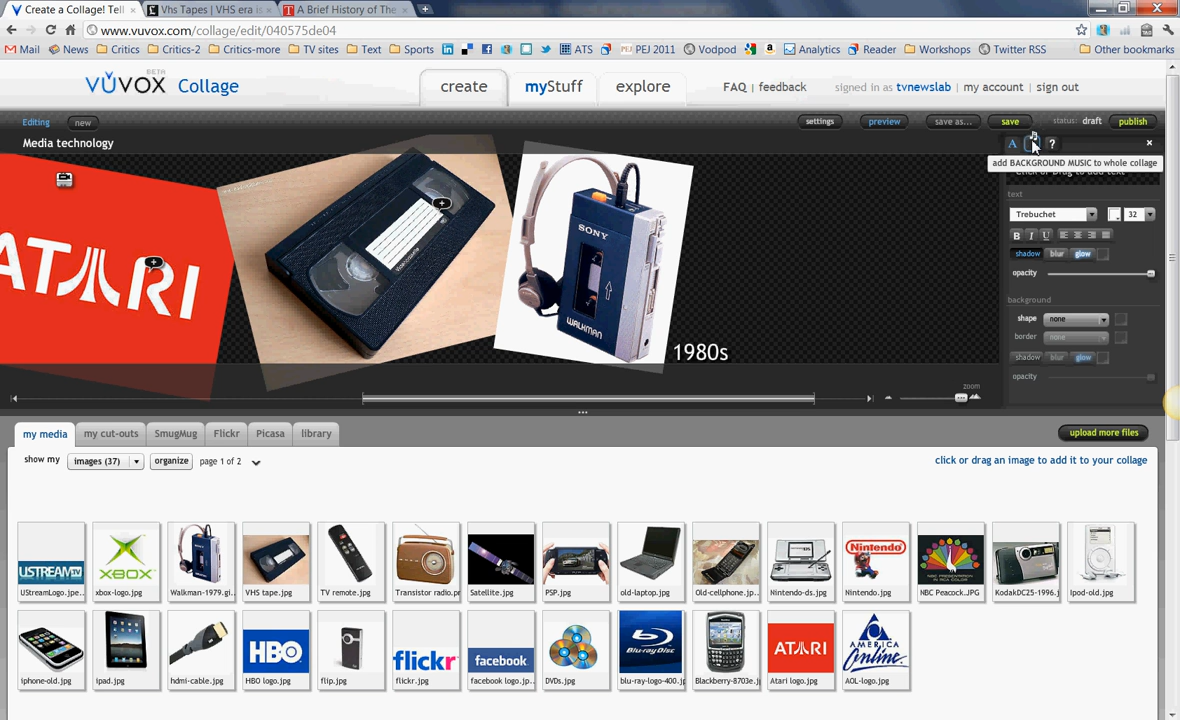 Create a Collage! Tell
Vhs Tapes | VHS era is
A Brief History of The
www.vuvox.com/collage/edit/040575de04
Mail
News
Critics
Critics-2
Critics-more
TV sites
Text
Sports
ATS
PEJ 2011
Vodpod
Analytics
Reader
Workshops
Twitter RSS
Other bookmarks
BETA
VUVOX Collage
create
myStuff
explore
FAQ | feedback
signed in as tvnewslab | my account | sign out
Editing
new
settings
preview
save as...
save
status: draft
publish
Media technology
A
?
add BACKGROUND MUSIC to whole collage
ATARI
SONY
WALKMAN
1980s
text
Trebuchet
32
B I U
shadow blur glow
opacity
background
shape none
border none
shadow blur glow
opacity
zoom
my media
my cut-outs
SmugMug
Flickr
Picasa
library
upload more files
show my
images (37)
organize
page 1 of 2
click or drag an image to add it to your collage
USTREAM TV
XBOX
Nintendo
NBC
UStreamLogo.jpe..
xbox-logo.jpg
Walkman-1979.gi..
VHS tape.jpg
TV remote.jpg
Transistor radio.p
Satellite.jpg
PSP.jpg
old-laptop.jpg
Old-cellphone.jp..
Nintendo-ds.jpg
Nintendo.jpg
NBC Peacock.JPG
KodakDC25-1996.j
Ipod-old.jpg
HBO
flickr
facebook
Blu-ray Disc
ATARI
AMERICA
Online
iphone-old.jpg
ipad.jpg
hdmi-cable.jpg
HBO logo.jpg
flip.jpg
flickr.jpg
facebook logo.jp..
DVDs.jpg
blu-ray-logo-400.jp
Blackberry-8703e.j
Atari logo.jpg
AOL-logo.jpg